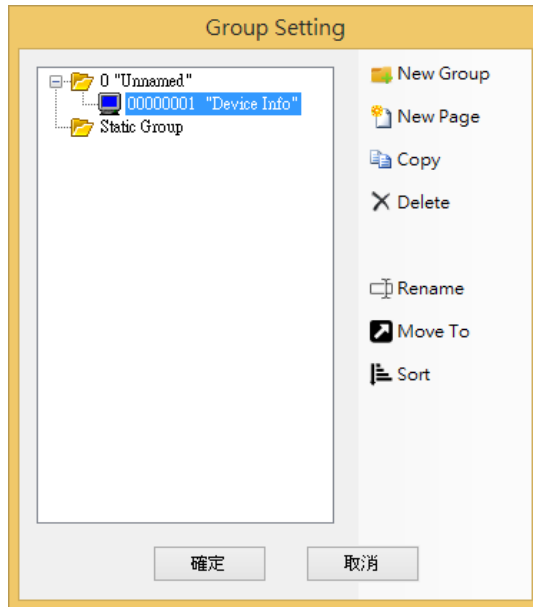 Group Setting
0 "Unnamed"
00000001 "Device Info"
Static Group
New Group
New Page
Copy
Delete
Rename
Move To
Sort
確定
取消